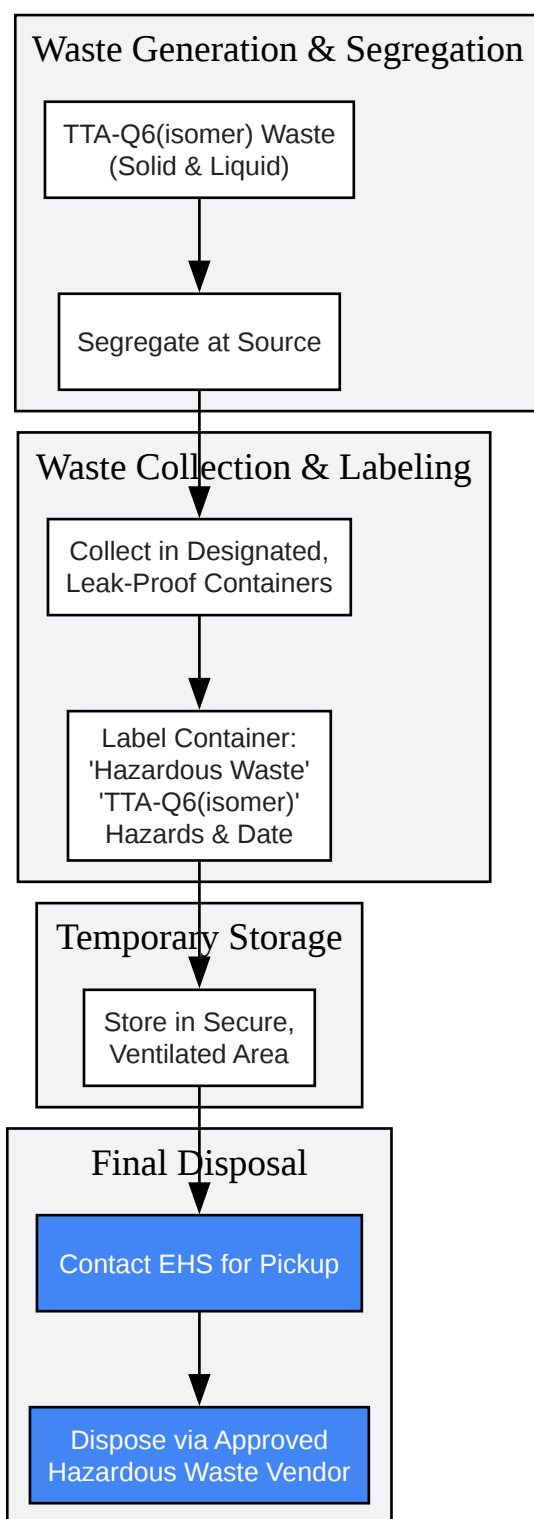 Waste Generation & Segregation
TTA-Q6(isomer) Waste
(Solid & Liquid)
Segregate at Source
Waste Collection & Labeling
Collect in Designated,
Leak-Proof Containers
Label Container:
'Hazardous Waste'
'TTA-Q6(isomer)'
Hazards & Date
Temporary Storage
Store in Secure,
Ventilated Area
Final Disposal
Contact EHS for Pickup
Dispose via Approved
Hazardous Waste Vendor